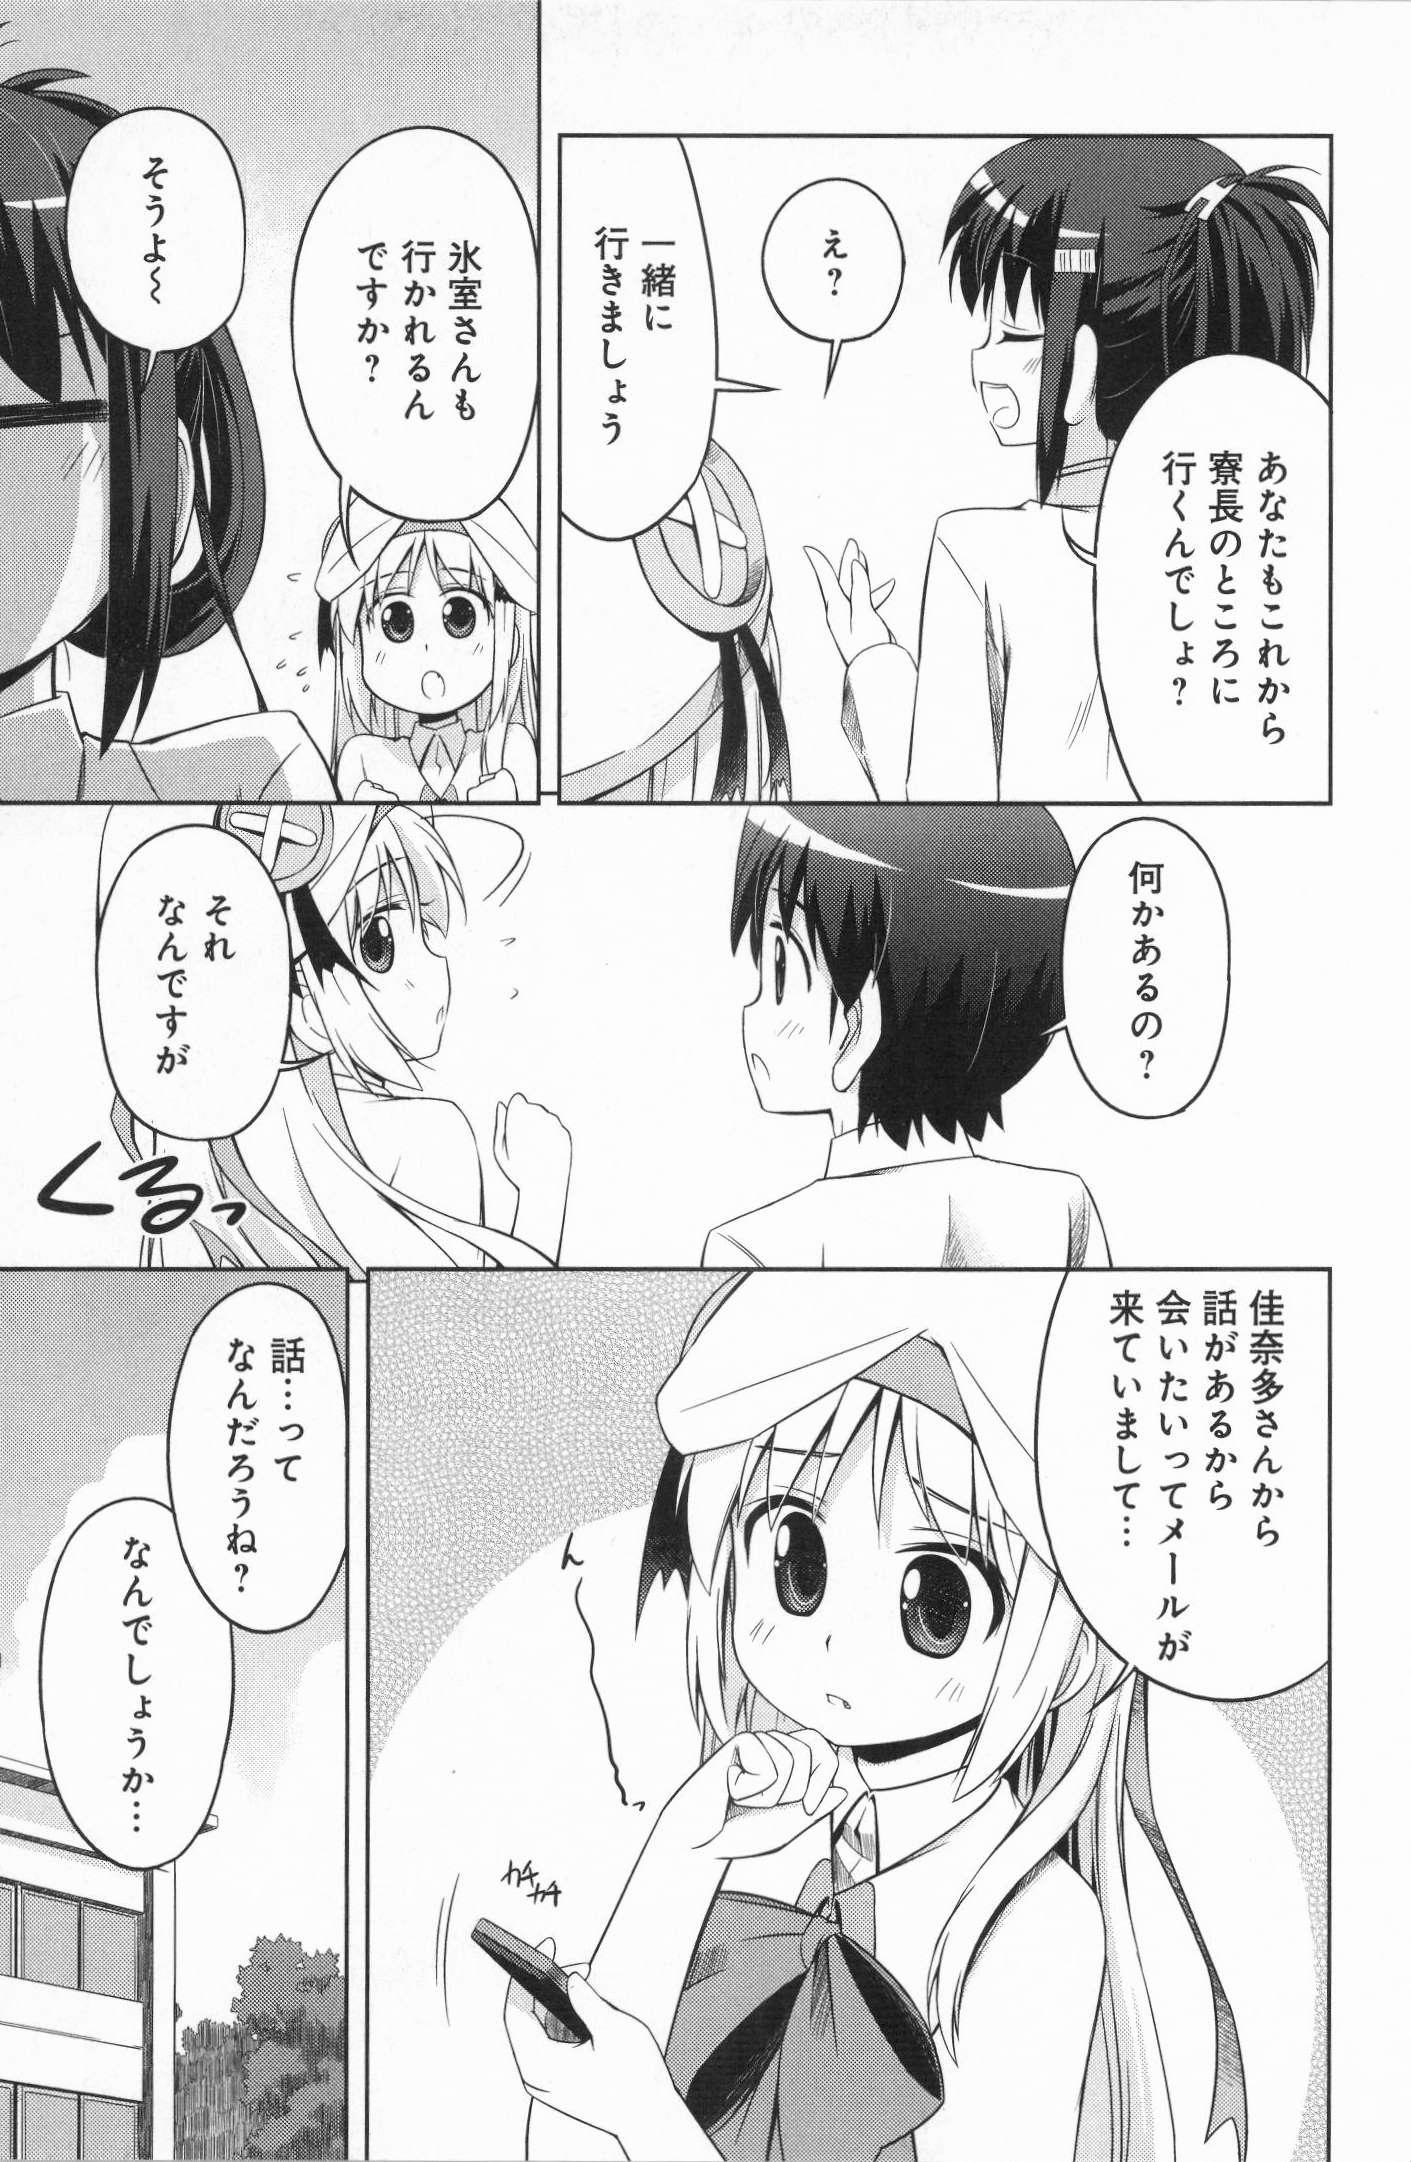 あなたもこれから
寮長のところに
行くんでしょ?
え?
一緒に
行きましょう
氷室さんも
行かれるん
ですか?
そうよ〜
何かあるの?
それ
なんですが
くるっ
佳奈多さんから
話があるから
会いたいってメールが
来ていまして…
ん〜っ
カチ
カチ
話…って
なんだろうね?
なんでしょうか…